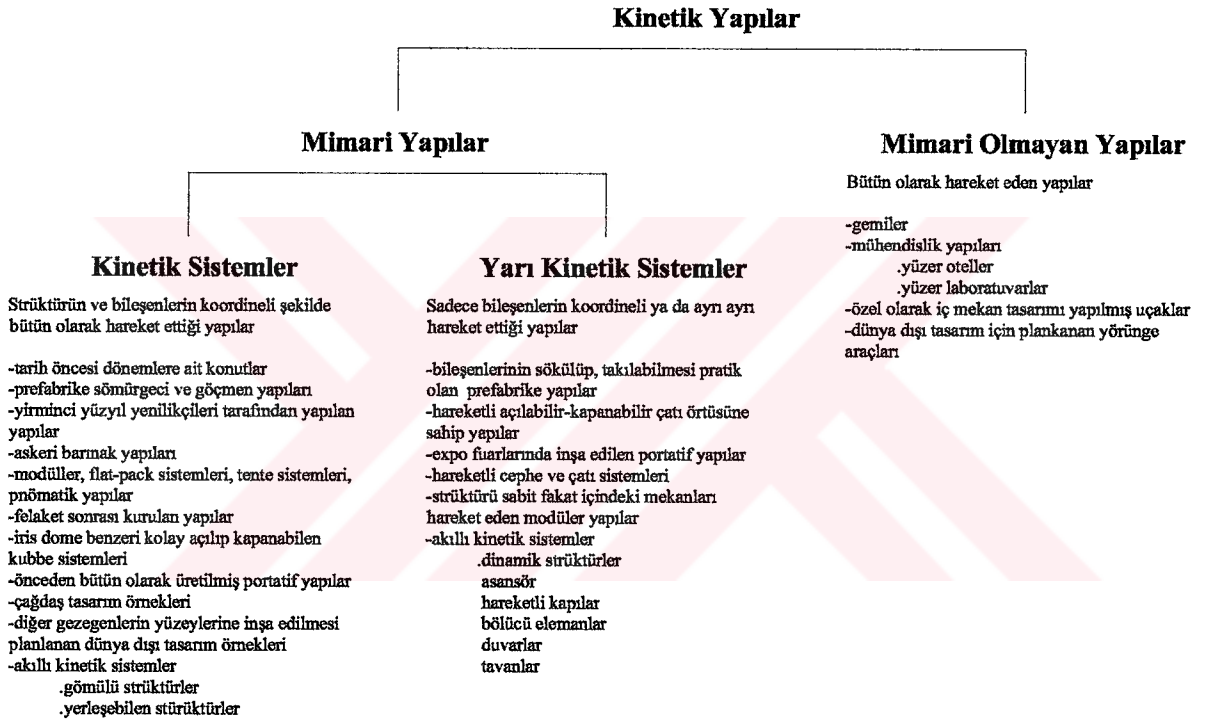 Kinetik Yapılar
Mimari Yapılar
Mimari Olmayan Yapılar
Bütün olarak hareket eden yapılar
-gemiler
-mühendislik yapıları
.yüzer oteller
.yüzer laboratuvarlar
-özel olarak iç mekan tasarımı yapılmış uçaklar
-dünya dışı tasarım için plankanan yörünge
araçları
Kinetik Sistemler
Strüktürün ve bileşenlerin koordineli şekilde
bütün olarak hareket ettiği yapılar
-tarih öncesi dönemlere ait konutlar
-prefabrike sömürgeci ve göçmen yapıları
-yirminci yüzyıl yenilikçileri tarafından yapılan
yapılar
-askeri barınak yapıları
-modüller, flat-pack sistemleri, tente sistemleri,
pnömatik yapılar
-felaket sonrası kurulan yapılar
-iris dome benzeri kolay açılıp kapanabilen
kubbe sistemleri
-önceden bütün olarak üretilmiş portatif yapılar
-çağdaş tasarım örnekleri
-diğer gezegenlerin yüzeylerine inşa edilmesi
planlanan dünya dışı tasarım örnekleri
-akıllı kinetik sistemler
.gömülü strüktürler
.yerleşebilen stürüktürler
Yarı Kinetik Sistemler
Sadece bileşenlerin koordineli ya da ayrı ayrı
hareket ettiği yapılar
-bileşenlerinin sökülüp, takılabilmesi pratik
olan prefabrike yapılar
-hareketli açılabilir-kapanabilir çatı örtüsüne
sahip yapılar
-expo fuarlarında inşa edilen portatif yapılar
-hareketli cephe ve çatı sistemleri
-strüktürü sabit fakat içindeki mekanları
hareket eden modüler yapılar
-akıllı kinetik sistemler
.dinamik strüktürler
asansör
hareketli kapılar
bölücü elemanlar
duvarlar
tavanlar